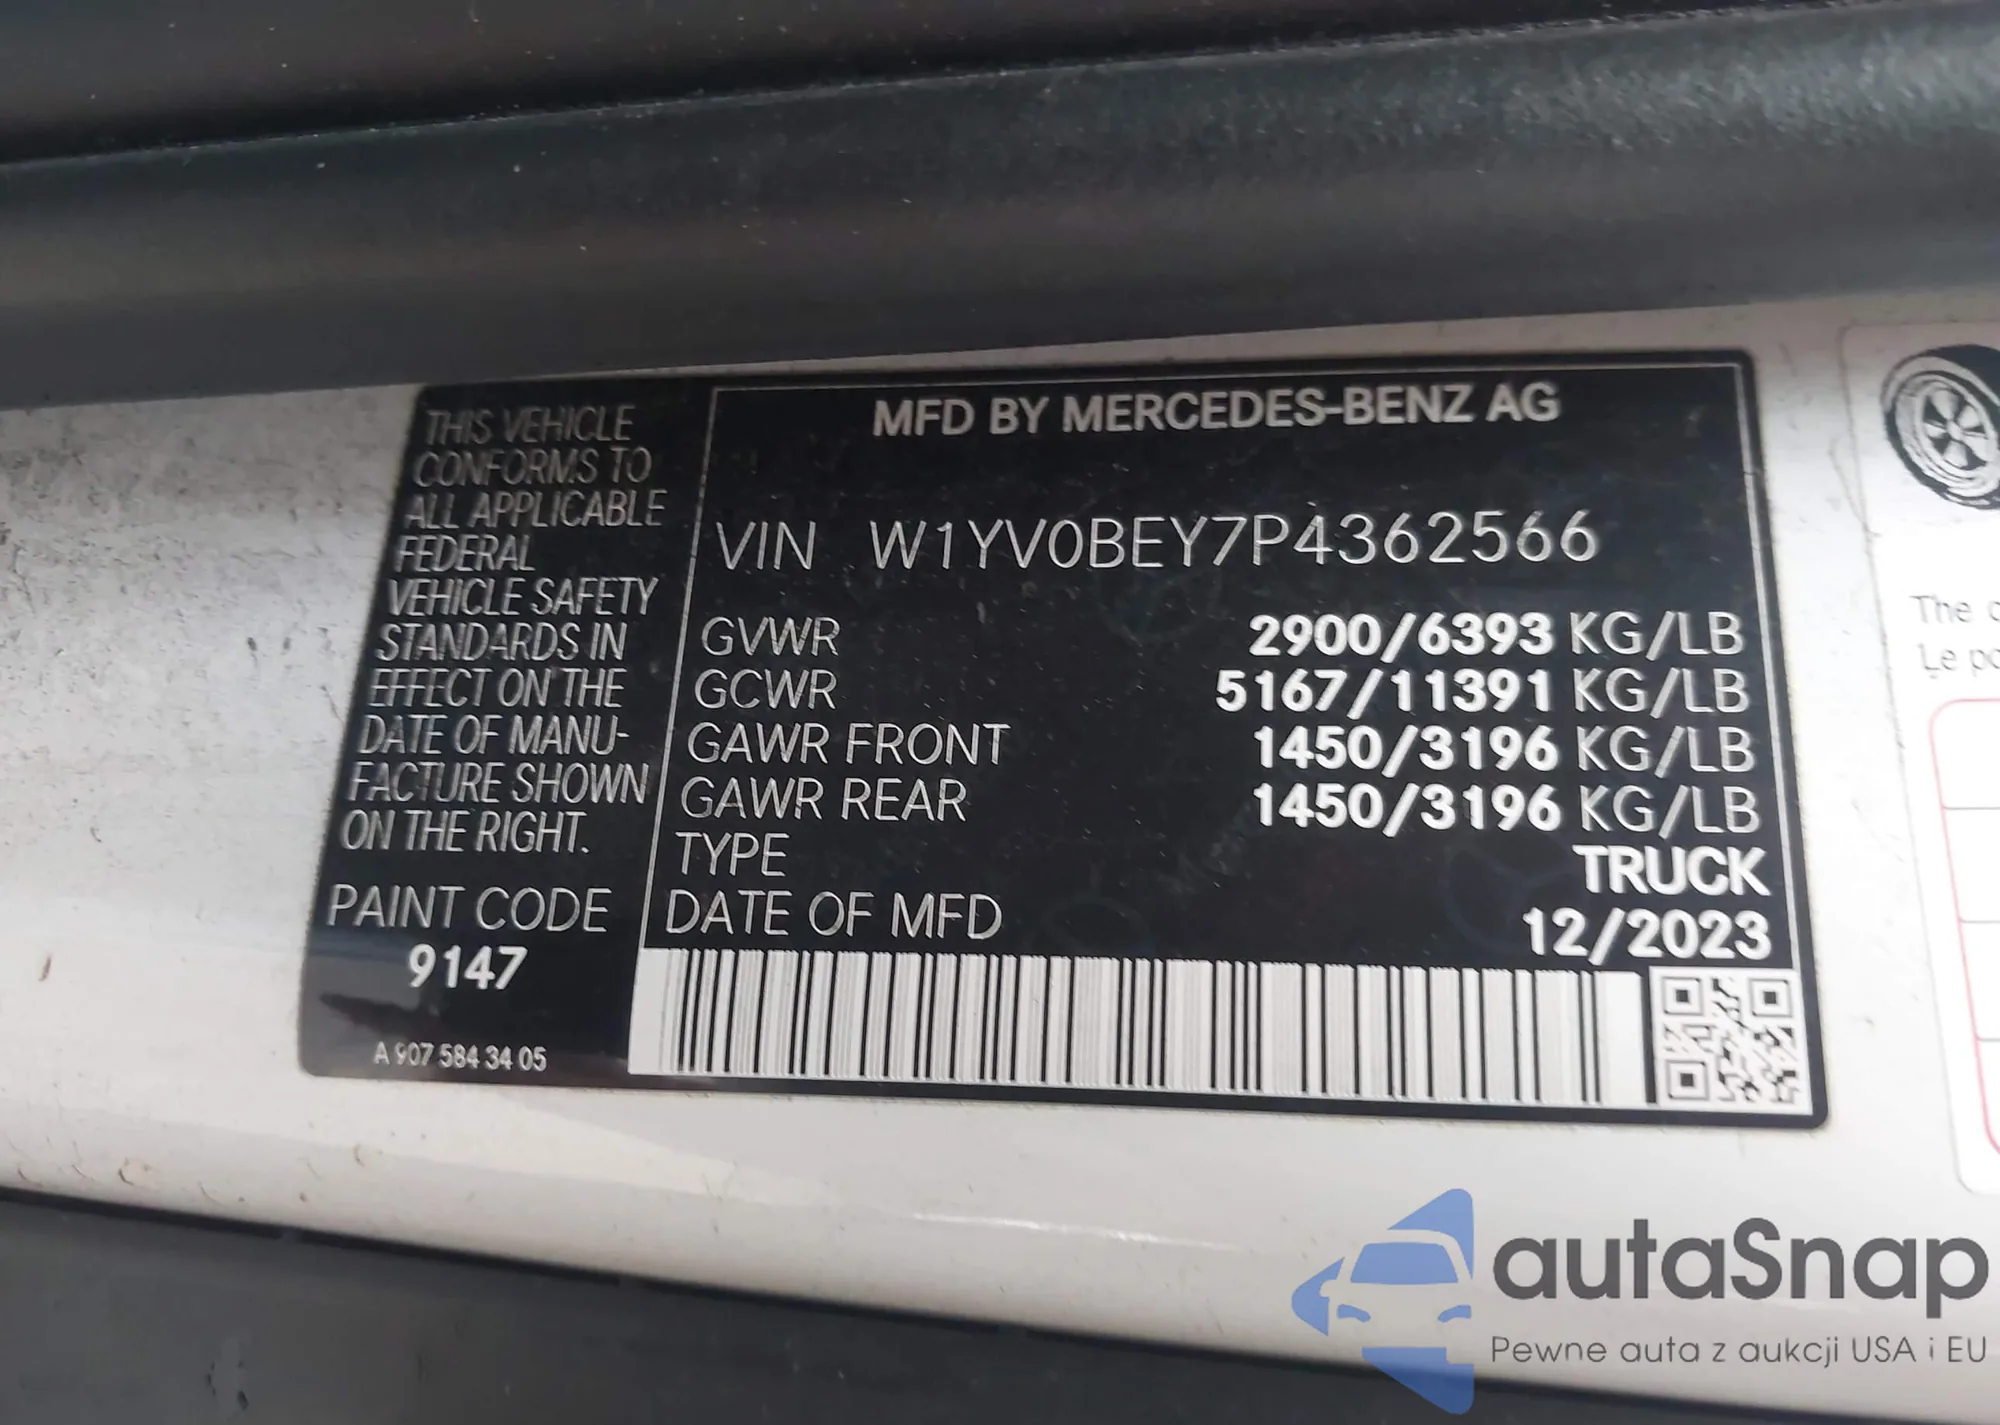 THIS VEHICLE
CONFORMS TO
ALL APPLICABLE
FEDERAL
VEHICLE SAFETY
STANDARDS IN
EFFECT ON THE
DATE OF MANU-
FACTURE SHOWN
ON THE RIGHT.
PAINT CODE
9147
A 907 584 34 05
MFD BY MERCEDES-BENZ AG
VIN W1YV0BEY7P4362566
GVWR 2900/6393 KG/LB
GCWR 5167/11391 KG/LB
GAWR FRONT 1450/3196 KG/LB
GAWR REAR 1450/3196 KG/LB
TYPE TRUCK
DATE OF MFD 12/2023
The
Le
autaSnap
Pewne auta z aukcji USA i EU